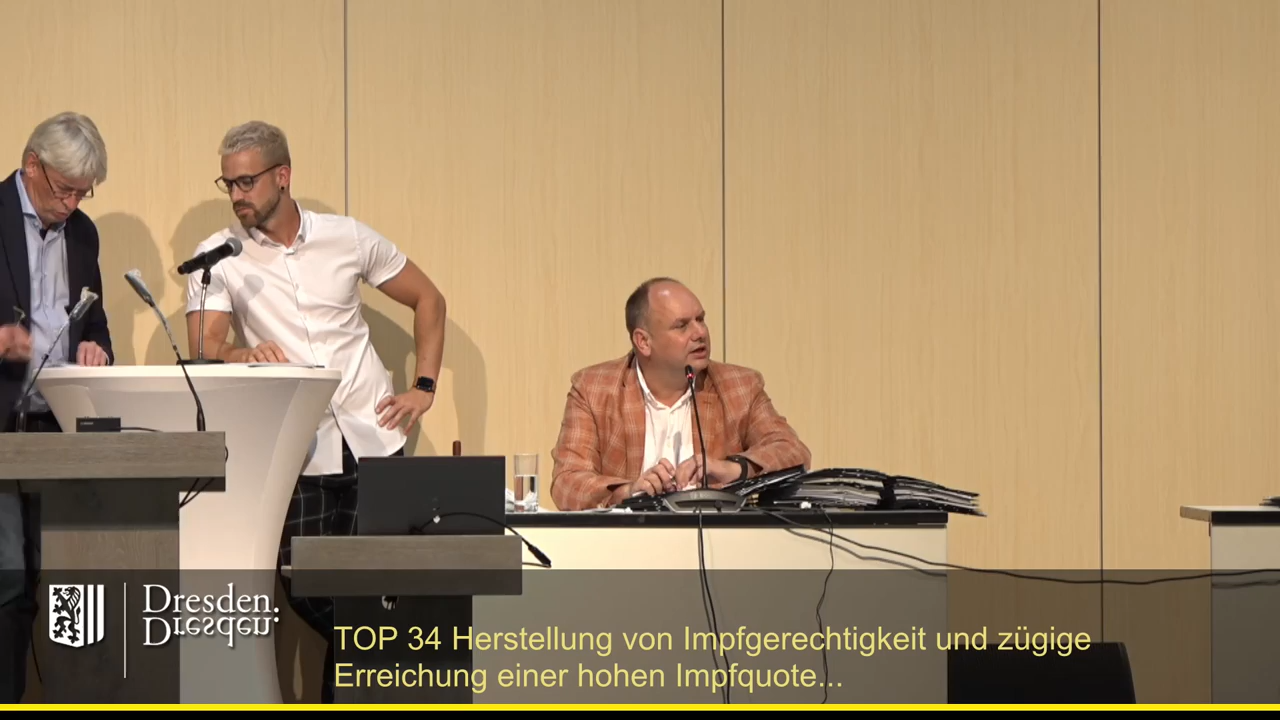 Dresden.
Dresden.
TOP 34 Herstellung von Impfgerechtigkeit und zügige
Erreichung einer hohen Impfquote...